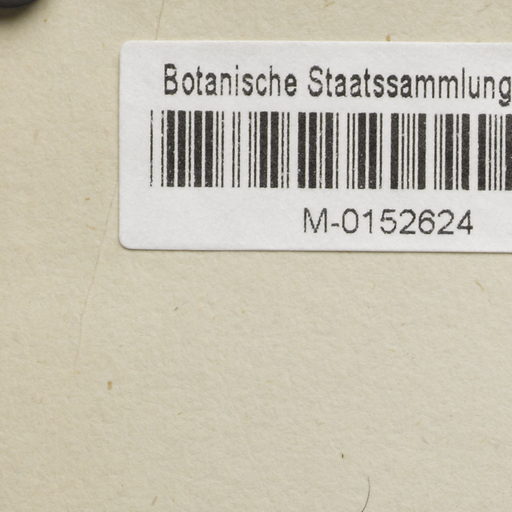 Botanische Staatssammlung
M-0152624